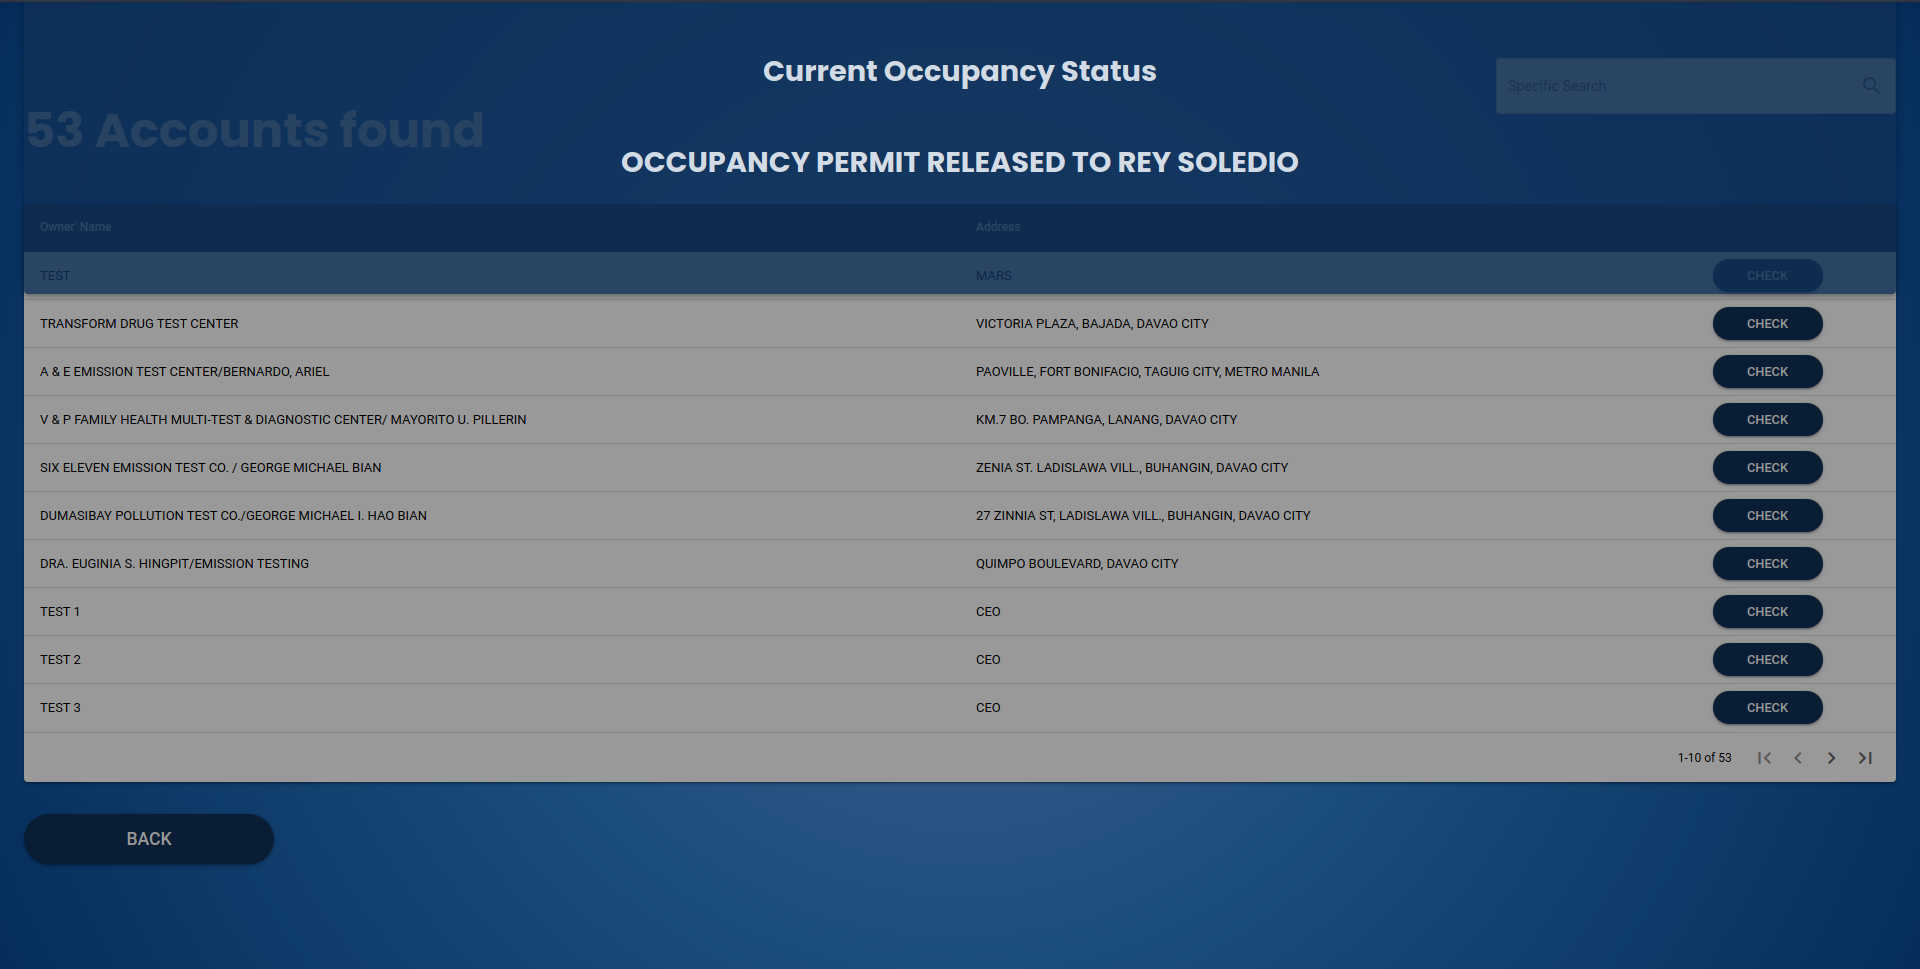 Current Occupancy Status
Specific Search
53 Accounts found
OCCUPANCY PERMIT RELEASED TO REY SOLEDIO
Owner' Name Address
TEST MARS CHECK
TRANSFORM DRUG TEST CENTER VICTORIA PLAZA, BAJADA, DAVAO CITY CHECK
A & E EMISSION TEST CENTER/BERNARDO, ARIEL PAOVILLE, FORT BONIFACIO, TAGUIG CITY, METRO MANILA CHECK
V & P FAMILY HEALTH MULTI-TEST & DIAGNOSTIC CENTER/ MAYORITO U. PILLERIN KM.7 BO. PAMPANGA, LANANG, DAVAO CITY CHECK
SIX ELEVEN EMISSION TEST CO. / GEORGE MICHAEL BIAN ZENIA ST. LADISLAWA VILL., BUHANGIN, DAVAO CITY CHECK
DUMASIBAY POLLUTION TEST CO./GEORGE MICHAEL I. HAO BIAN 27 ZINNIA ST, LADISLAWA VILL., BUHANGIN, DAVAO CITY CHECK
DRA. EUGINIA S. HINGPIT/EMISSION TESTING QUIMPO BOULEVARD, DAVAO CITY CHECK
TEST 1 CEO CHECK
TEST 2 CEO CHECK
TEST 3 CEO CHECK
1-10 of 53
BACK